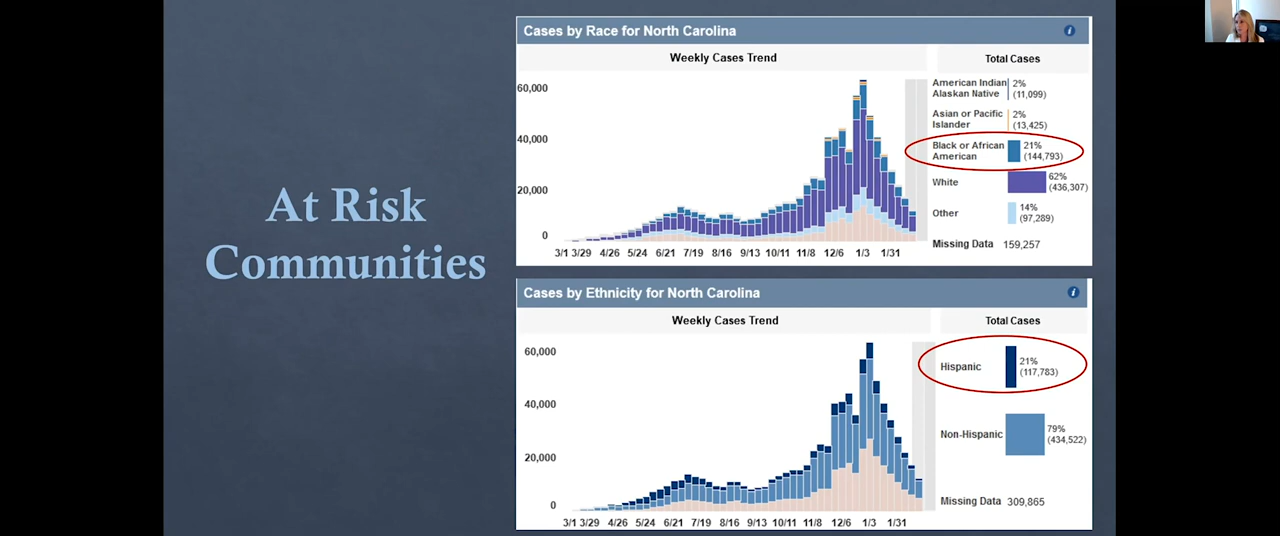 At Risk
Communities
Cases by Race for North Carolina
i
Weekly Cases Trend
Total Cases
60,000
40,000
20,000
0
3/1 3/29 4/26 5/24 6/21 7/19 8/16 9/13 10/11 11/8 12/6 1/3 1/31
American Indian 2%
Alaskan Native (11,099)
Asian or Pacific 2%
Islander (13,425)
Black or African 21%
American (144,793)
White 62%
(436,307)
Other 14%
(97,289)
Missing Data 159,257
Cases by Ethnicity for North Carolina
i
Weekly Cases Trend
Total Cases
60,000
40,000
20,000
0
3/1 3/29 4/26 5/24 6/21 7/19 8/16 9/13 10/11 11/8 12/6 1/3 1/31
Hispanic 21%
(117,783)
Non-Hispanic 79%
(434,522)
Missing Data 309,865